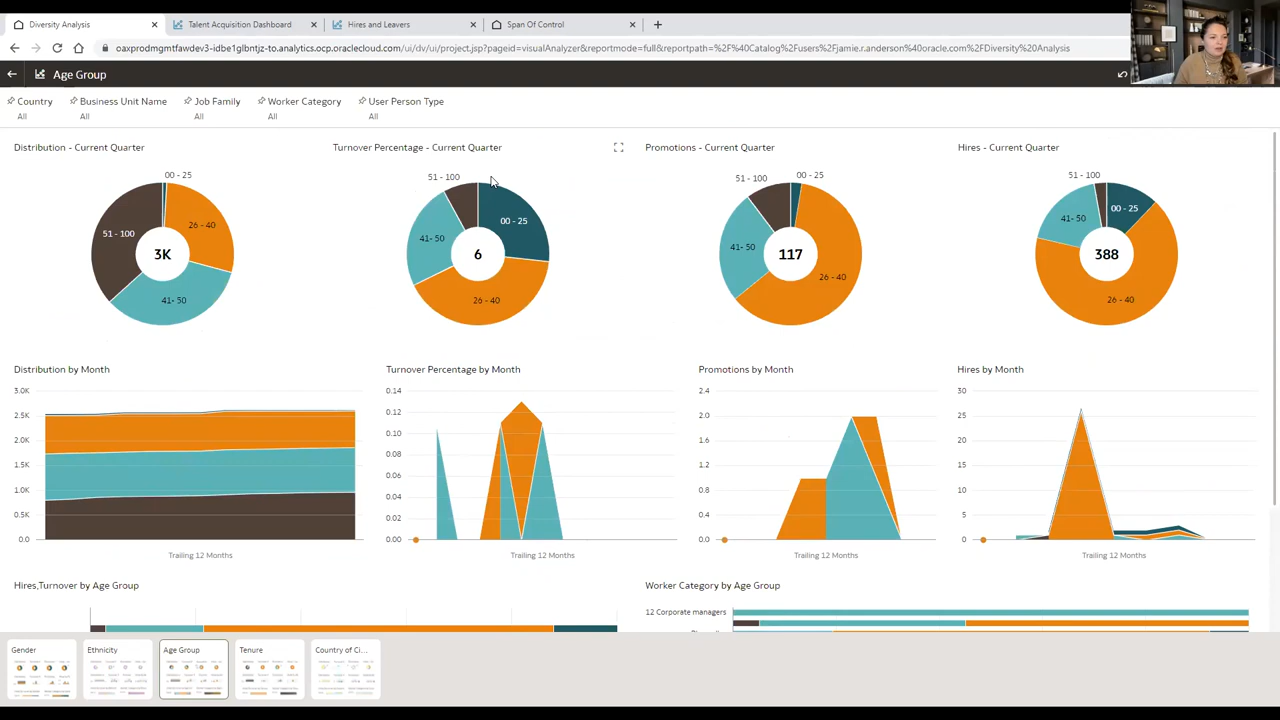 Diversity Analysis
Talent Acquisition Dashboard
Hires and Leavers
Span Of Control
oaxprodmgmtfawdev3-idbe1glbntjz-to.analytics.ocp.oraclecloud.com/ui/dv/ui/project.jsp?pageid=visualAnalyzer&reportmode=full&reportpath=%2F%40Catalog%2Fusers%2Fjamie.r.anderson%40oracle.com%2FDiversity%20Analysis
Age Group
Country
Business Unit Name
Job Family
Worker Category
User Person Type
All
All
All
All
All
Distribution - Current Quarter
00 - 25
26 - 40
41- 50
51 - 100
3K
Turnover Percentage - Current Quarter
51 - 100
00 - 25
41- 50
26 - 40
6
Promotions - Current Quarter
51 - 100
00 - 25
41- 50
26 - 40
117
Hires - Current Quarter
51 - 100
00 - 25
41- 50
26 - 40
388
Distribution by Month
3.0K
2.5K
2.0K
1.5K
1.0K
0.5K
0.0
Trailing 12 Months
Turnover Percentage by Month
0.14
0.12
0.10
0.08
0.06
0.04
0.02
0.00
Trailing 12 Months
Promotions by Month
2.4
2.0
1.6
1.2
0.8
0.4
0.0
Trailing 12 Months
Hires by Month
30
25
20
15
10
5
0
Trailing 12 Months
Hires,Turnover by Age Group
Worker Category by Age Group
12 Corporate managers
Gender
Ethnicity
Age Group
Tenure
Country of Ci...